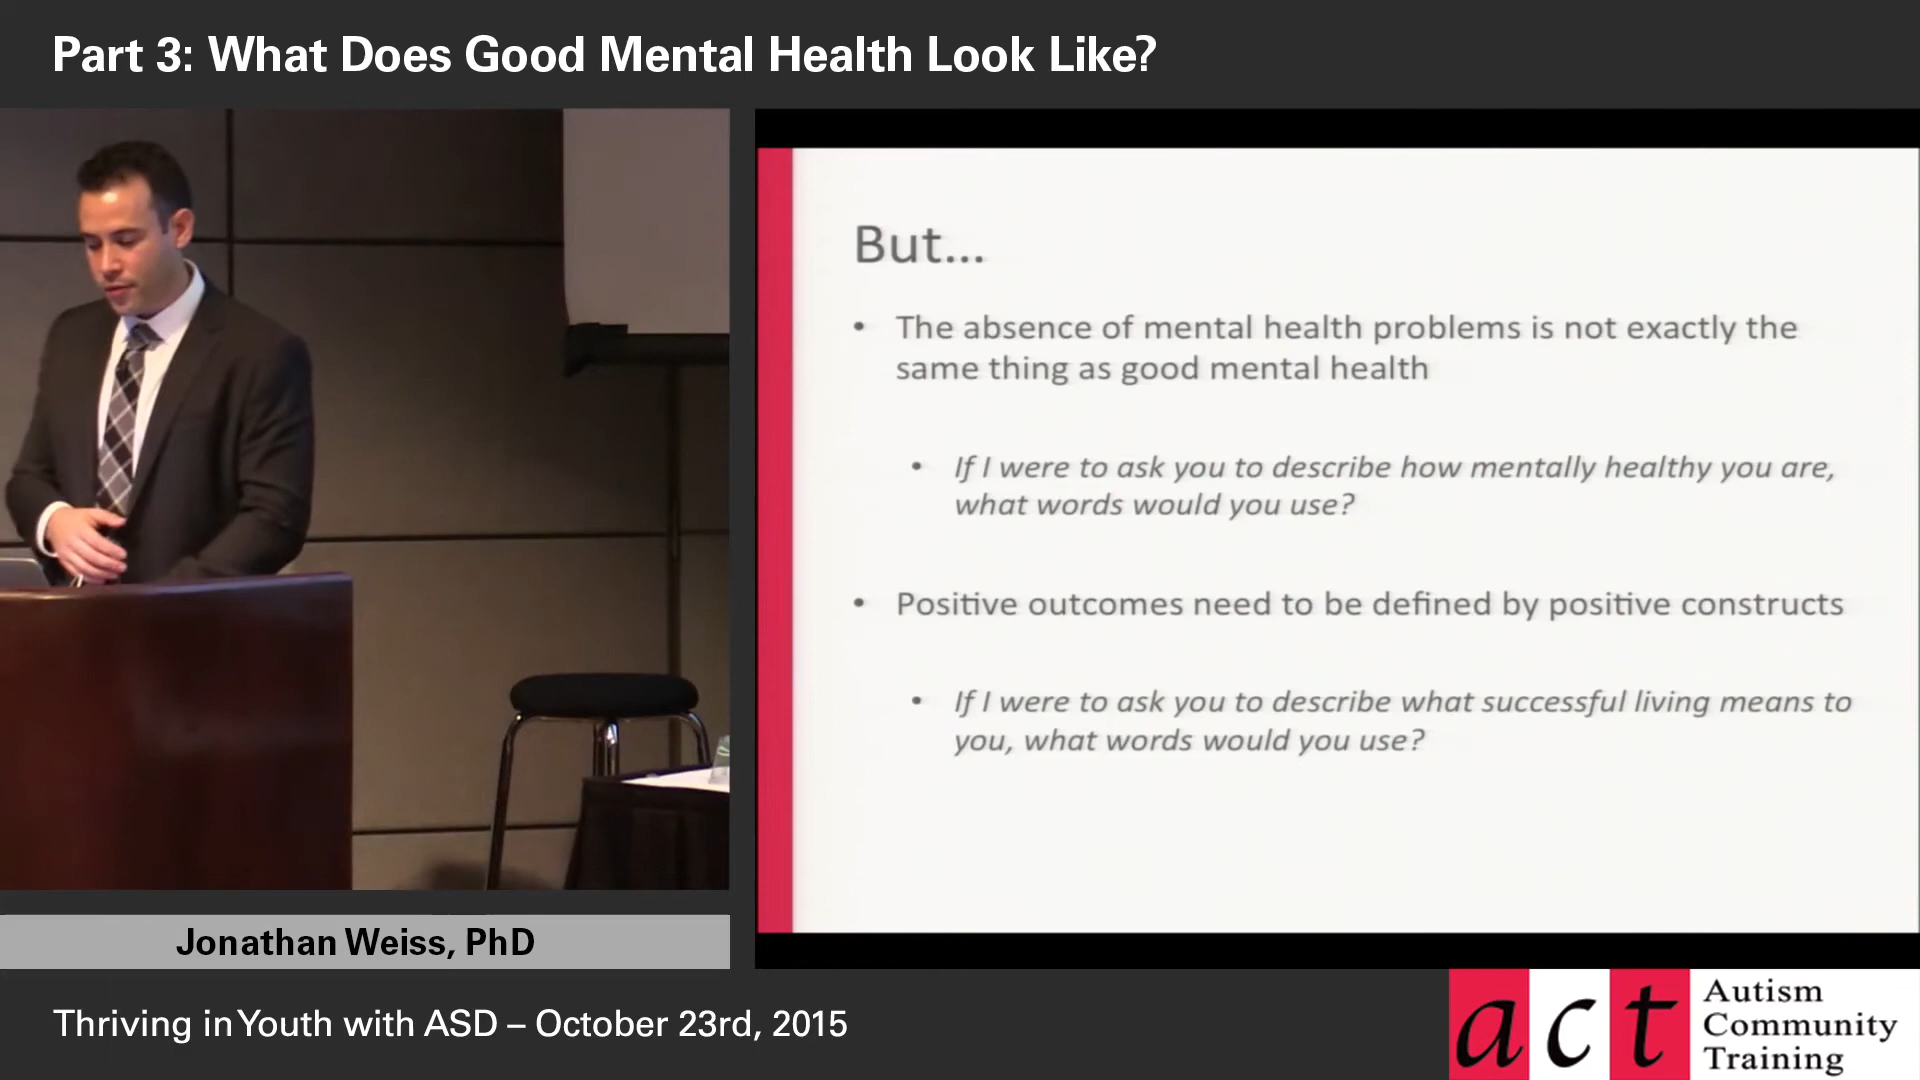 Part 3: What Does Good Mental Health Look Like?
But...
• The absence of mental health problems is not exactly the
same thing as good mental health
• If I were to ask you to describe how mentally healthy you are,
what words would you use?
• Positive outcomes need to be defined by positive constructs
• If I were to ask you to describe what successful living means to
you, what words would you use?
Jonathan Weiss, PhD
Thriving in Youth with ASD – October 23rd, 2015
act
Autism
Community
Training